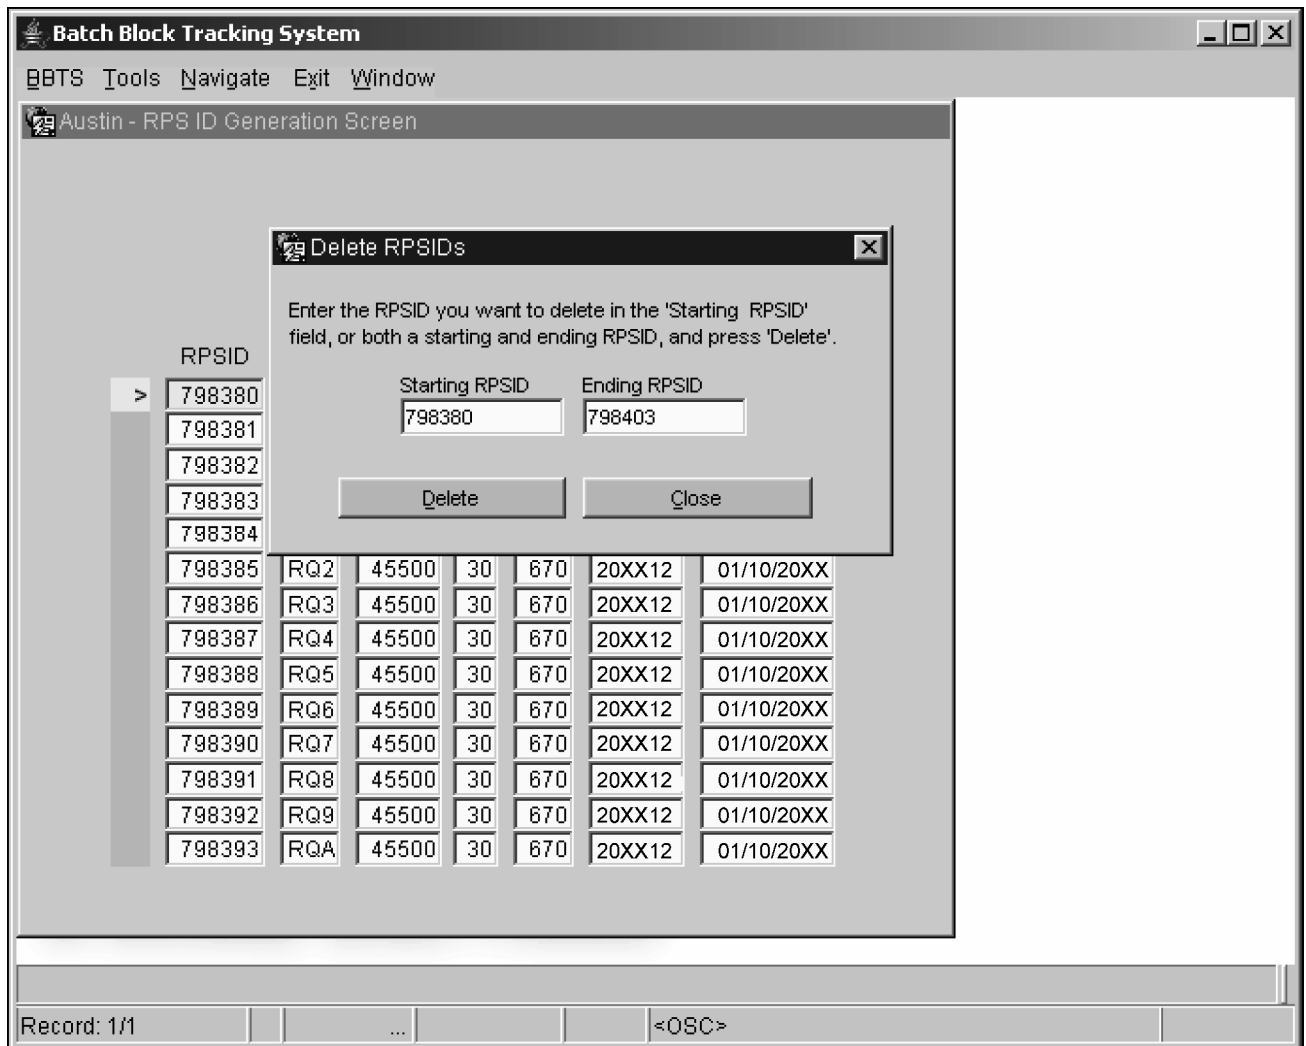 Batch Block Tracking System
BBTS Tools Navigate Exit Window
Austin - RPS ID Generation Screen
Delete RPSIDs
Enter the RPSID you want to delete in the 'Starting RPSID'
field, or both a starting and ending RPSID, and press 'Delete'.
Starting RPSID Ending RPSID
798380 798403
Delete Close
RPSID
> 798380
798381
798382
798383
798384
798385 RQ2 45500 30 670 20XX12 01/10/20XX
798386 RQ3 45500 30 670 20XX12 01/10/20XX
798387 RQ4 45500 30 670 20XX12 01/10/20XX
798388 RQ5 45500 30 670 20XX12 01/10/20XX
798389 RQ6 45500 30 670 20XX12 01/10/20XX
798390 RQ7 45500 30 670 20XX12 01/10/20XX
798391 RQ8 45500 30 670 20XX12 01/10/20XX
798392 RQ9 45500 30 670 20XX12 01/10/20XX
798393 RQA 45500 30 670 20XX12 01/10/20XX
Record: 1/1 ... <OSC>